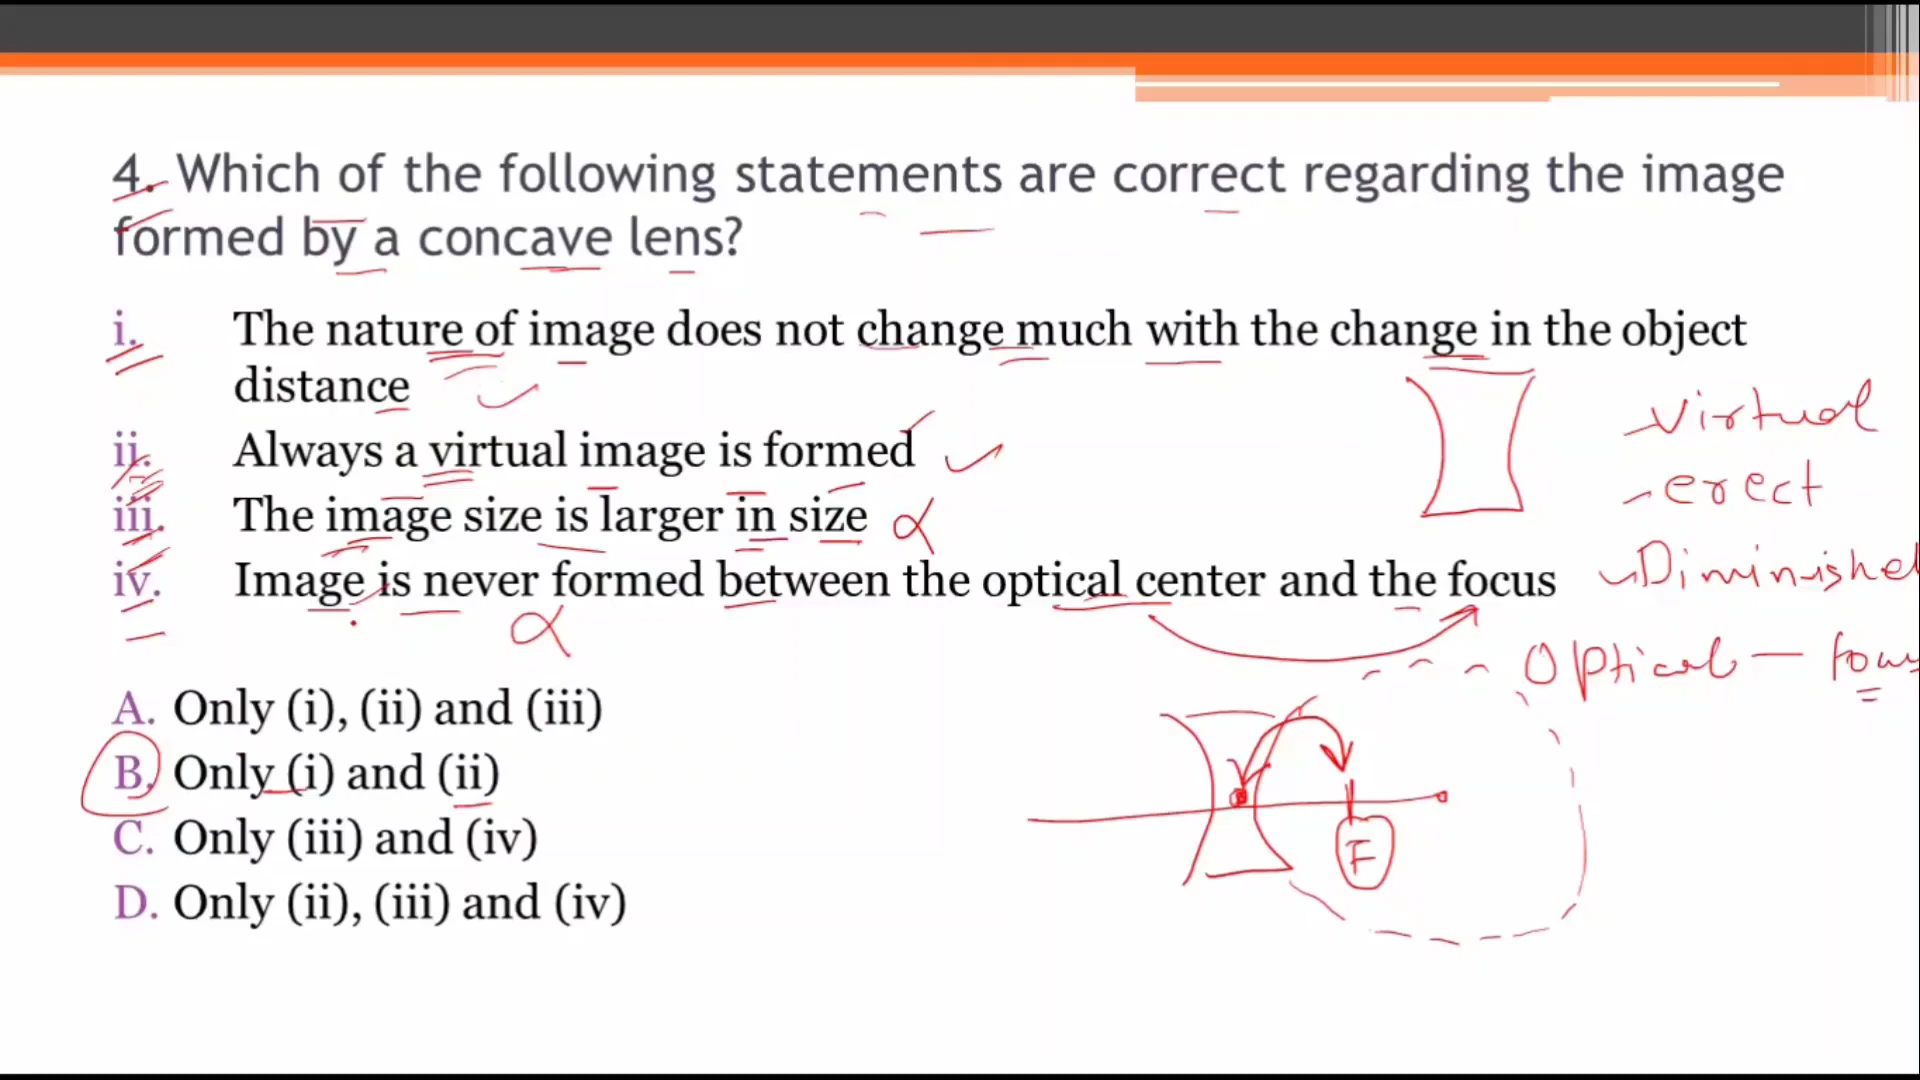 4. Which of the following statements are correct regarding the image
formed by a concave lens?
i. The nature of image does not change much with the change in the object
distance
ii. Always a virtual image is formed
iii. The image size is larger in size
iv. Image is never formed between the optical center and the focus
A. Only (i), (ii) and (iii)
B. Only (i) and (ii)
C. Only (iii) and (iv)
D. Only (ii), (iii) and (iv)
virtual
erect
Diminished
Optical —
F